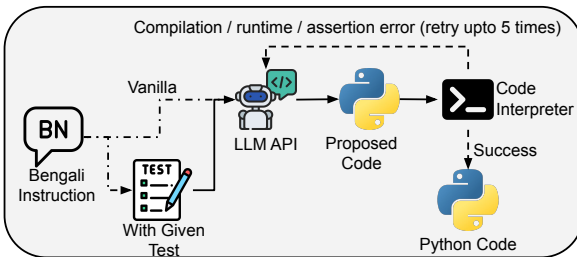 Compilation / runtime / assertion error (retry upto 5 times)
Vanilla
</>
BN
Bengali
Instruction
TEST
With Given
Test
LLM API
Proposed
Code
>_
Code
Interpreter
Success
Python Code